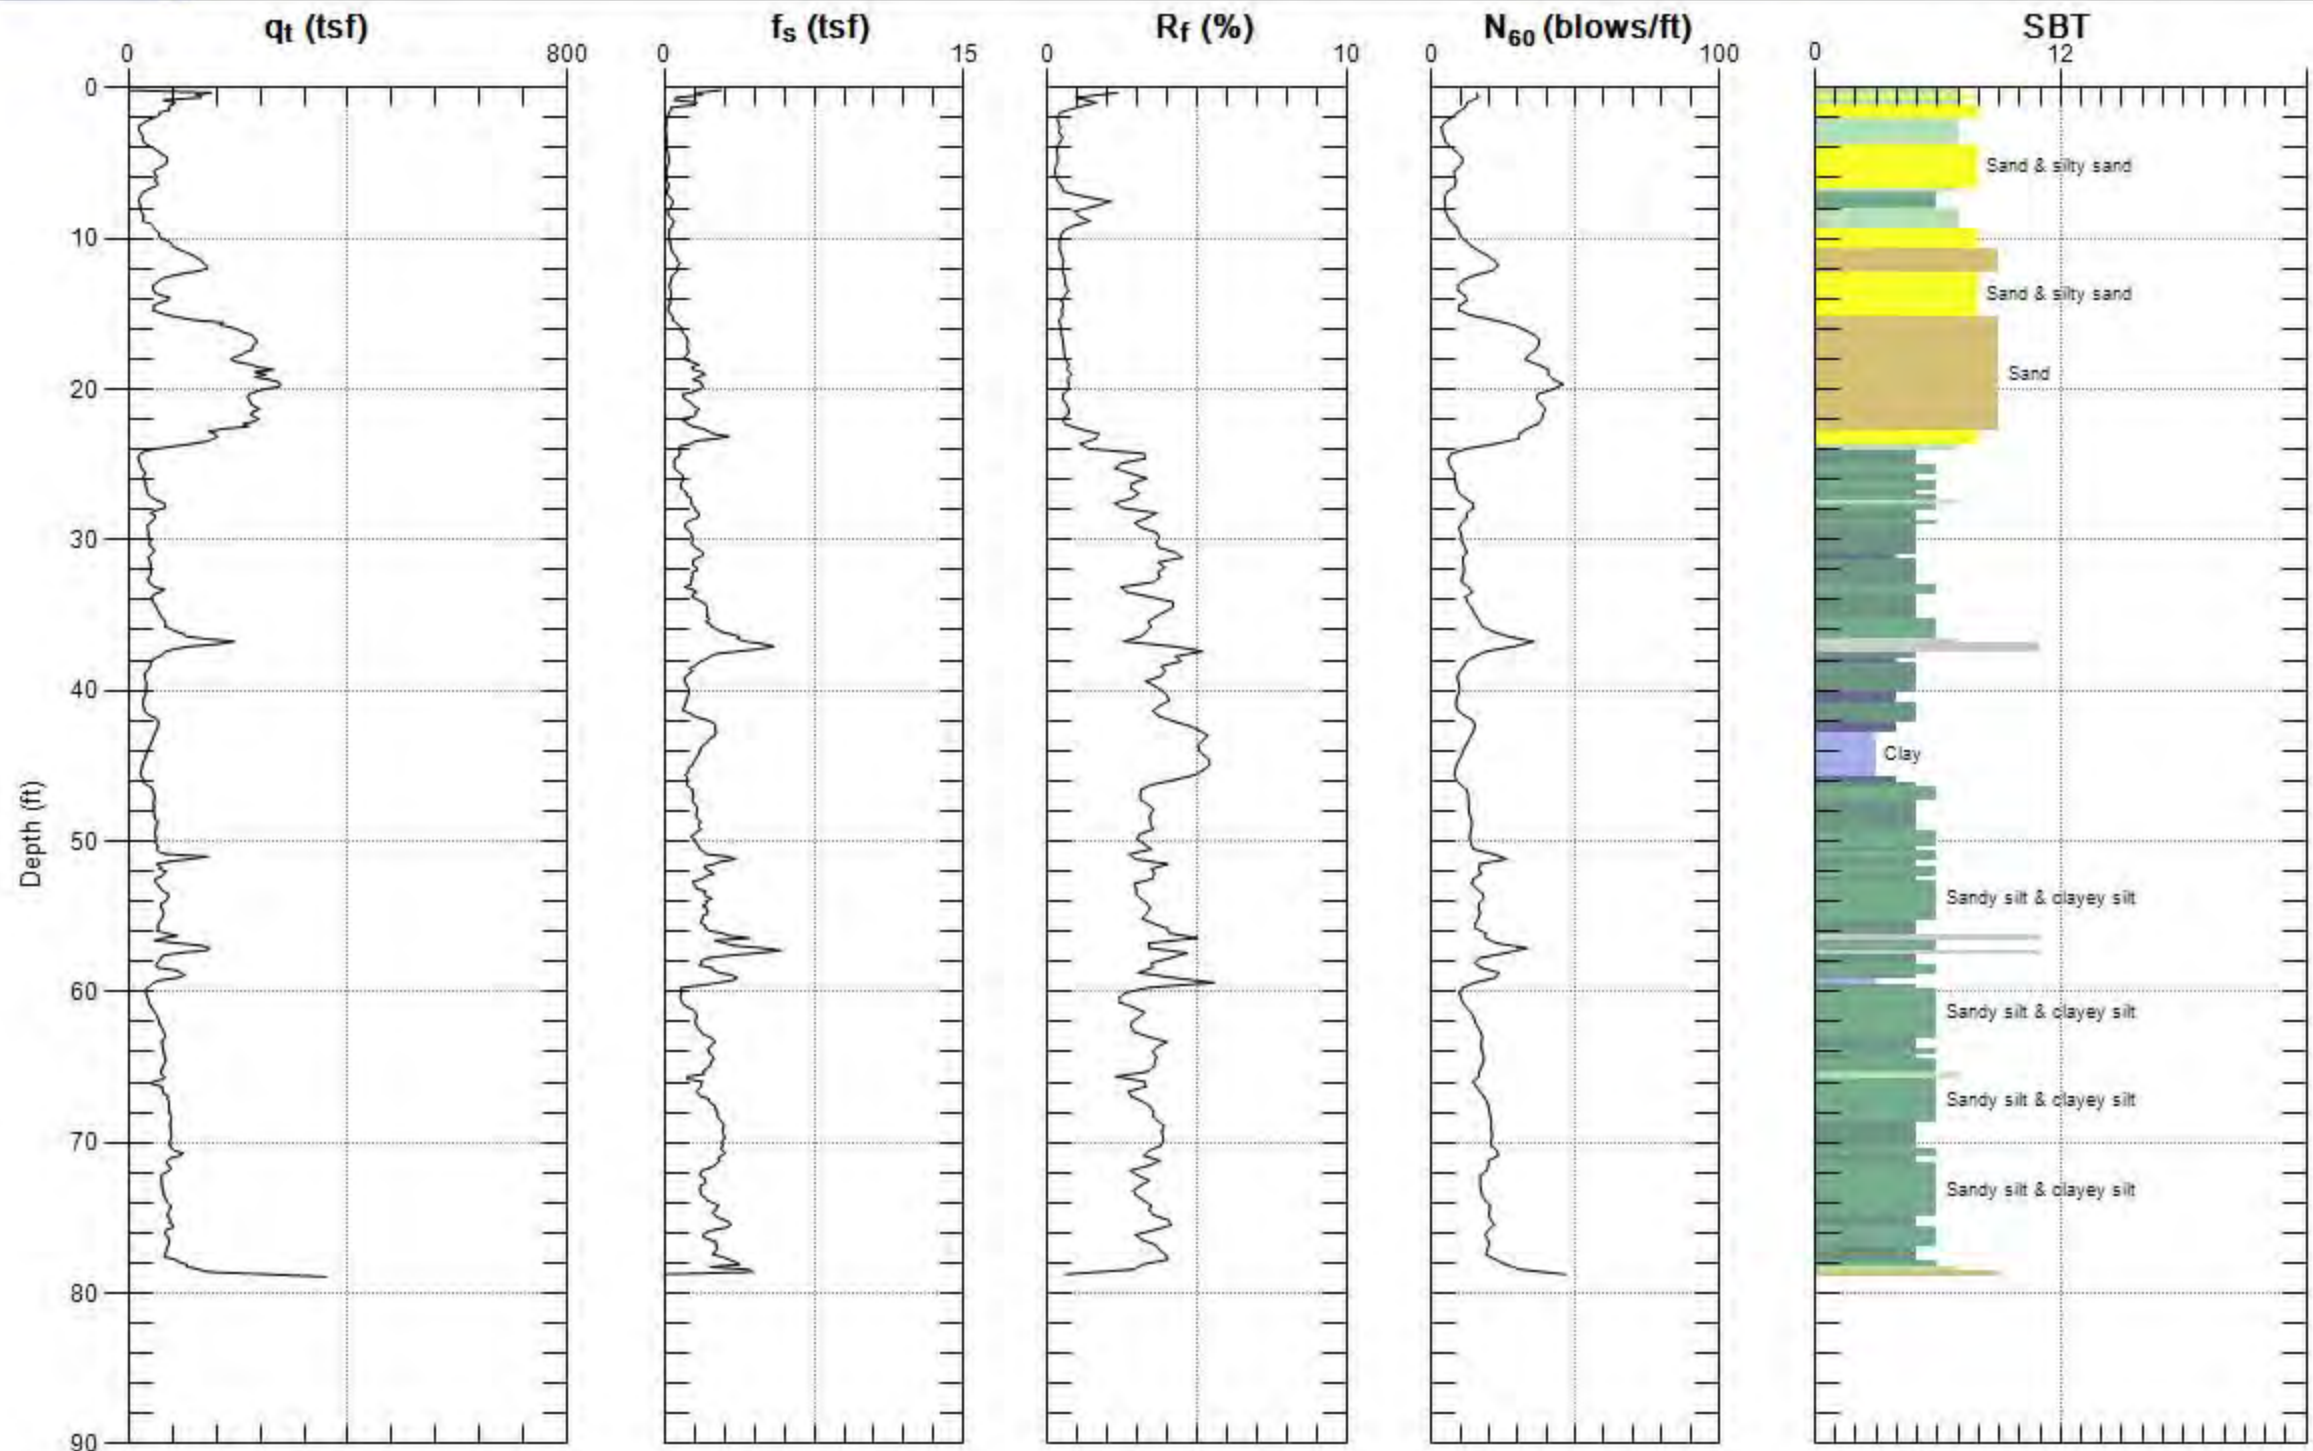 qt (tsf) fs (tsf) Rf (%) N60 (blows/ft) SBT
0 800 0 15 0 10 0 100 0 12
0
Sand & silty sand
10
Sand & silty sand
Sand
20
30
40
Clay
50
Depth (ft)
Sandy silt & clayey silt
60
Sandy silt & clayey silt
Sandy silt & clayey silt
70
Sandy silt & clayey silt
80
90